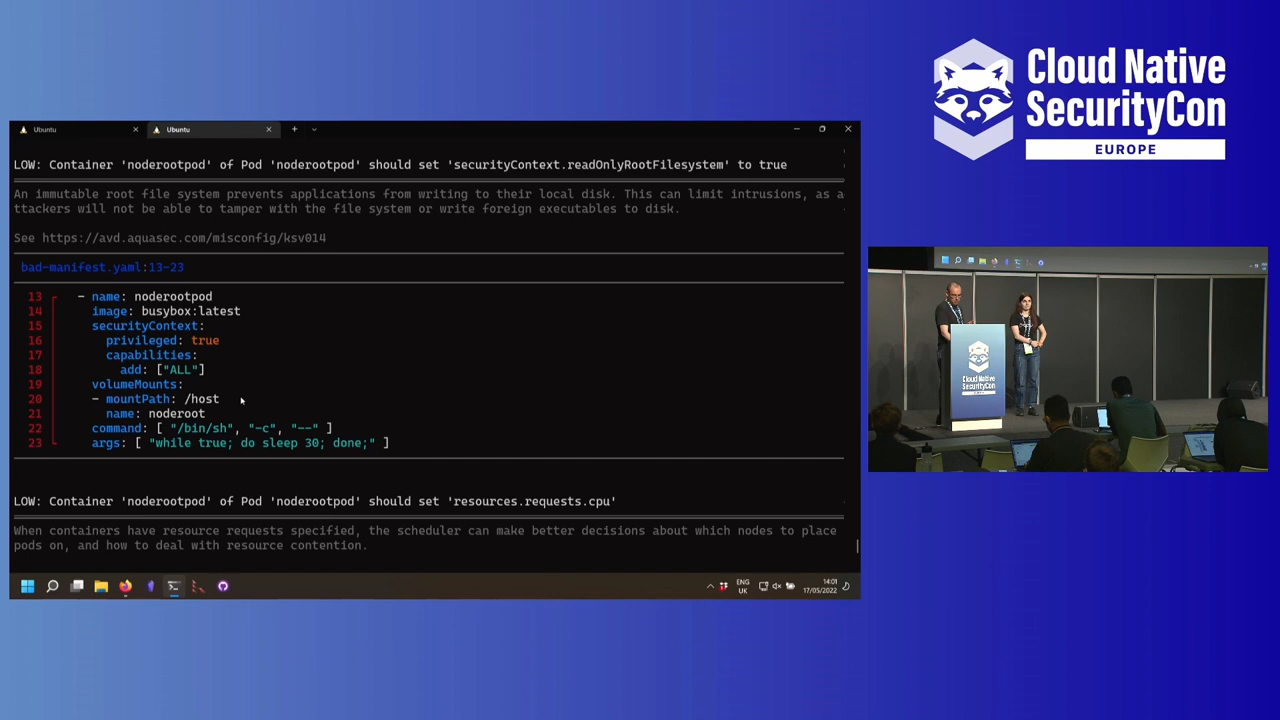 Ubuntu
Ubuntu
LOW: Container 'noderootpod' of Pod 'noderootpod' should set 'securityContext.readOnlyRootFilesystem' to true
An immutable root file system prevents applications from writing to their local disk. This can limit intrusions, as a
ttackers will not be able to tamper with the file system or write foreign executables to disk.
See https://avd.aquasec.com/misconfig/ksv014
bad-manifest.yaml:13-23
13 - name: noderootpod
14 image: busybox:latest
15 securityContext:
16 privileged: true
17 capabilities:
18 add: ["ALL"]
19 volumeMounts:
20 - mountPath: /host
21 name: noderoot
22 command: [ "/bin/sh", "-c", "--" ]
23 args: [ "while true; do sleep 30; done;" ]
LOW: Container 'noderootpod' of Pod 'noderootpod' should set 'resources.requests.cpu'
When containers have resource requests specified, the scheduler can make better decisions about which nodes to place
pods on, and how to deal with resource contention.
ENG
UK
14:01
17/05/2022
Cloud Native
SecurityCon
EUROPE
Cloud Native
SecurityCon